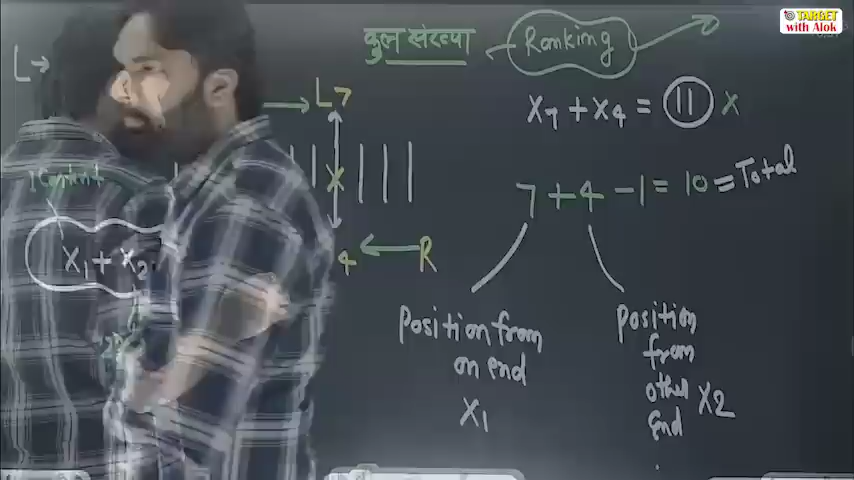 TARGET
with Alok
कुल संख्या
Ranking
L→
→ L7
X7 + X4 = 11 X
X
7 + 4 - 1 = 10 = Total
X1 + X2
4 ← R
Position from
on end
X1
Position
from
other
end
X2